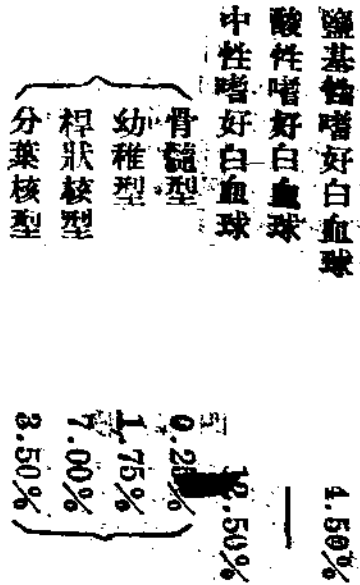 鹽基性嗜好白血球 4.50%
酸性嗜好白血球 —
中性嗜好白血球 12.50%
骨髓型 0.25%
幼稚型 1.75%
桿狀核型 7.00%
分葉核型 3.50%